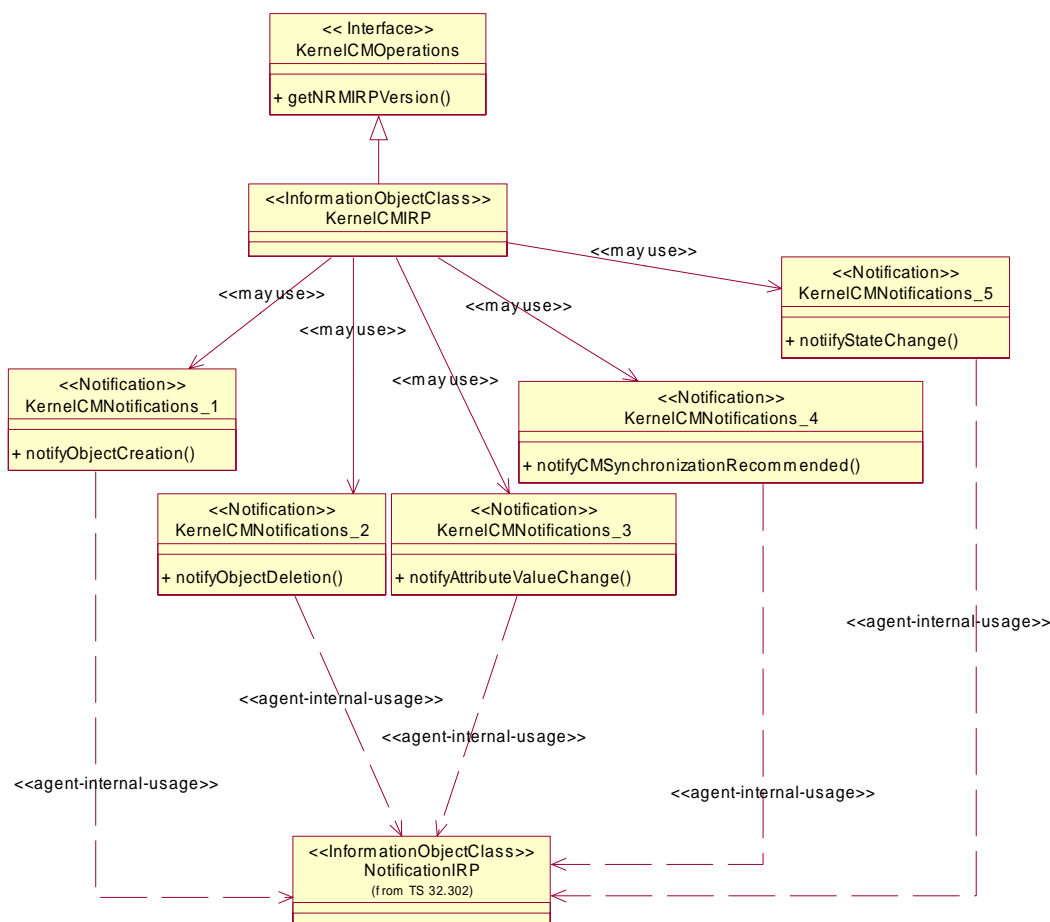 << Interface>>
KernelCMOperations
+ getNRMIRPVersion()
<<InformationObjectClass>>
KernelCMIRP
<<may use>>
<<may use>>
<<may use>>
<<may use>>
<<may use>>
<<Notification>>
KernelCMNotifications_5
+ notiifyStateChange()
<<Notification>>
KernelCMNotifications_1
+ notifyObjectCreation()
<<Notification>>
KernelCMNotifications_4
+ notifyCMSynchronizationRecommended()
<<Notification>>
KernelCMNotifications_2
+ notifyObjectDeletion()
<<Notification>>
KernelCMNotifications_3
+ notifyAttributeValueChange()
<<agent-internal-usage>>
<<agent-internal-usage>>
<<agent-internal-usage>>
<<agent-internal-usage>>
<<agent-internal-usage>>
<<InformationObjectClass>>
NotificationIRP
(from TS 32.302)